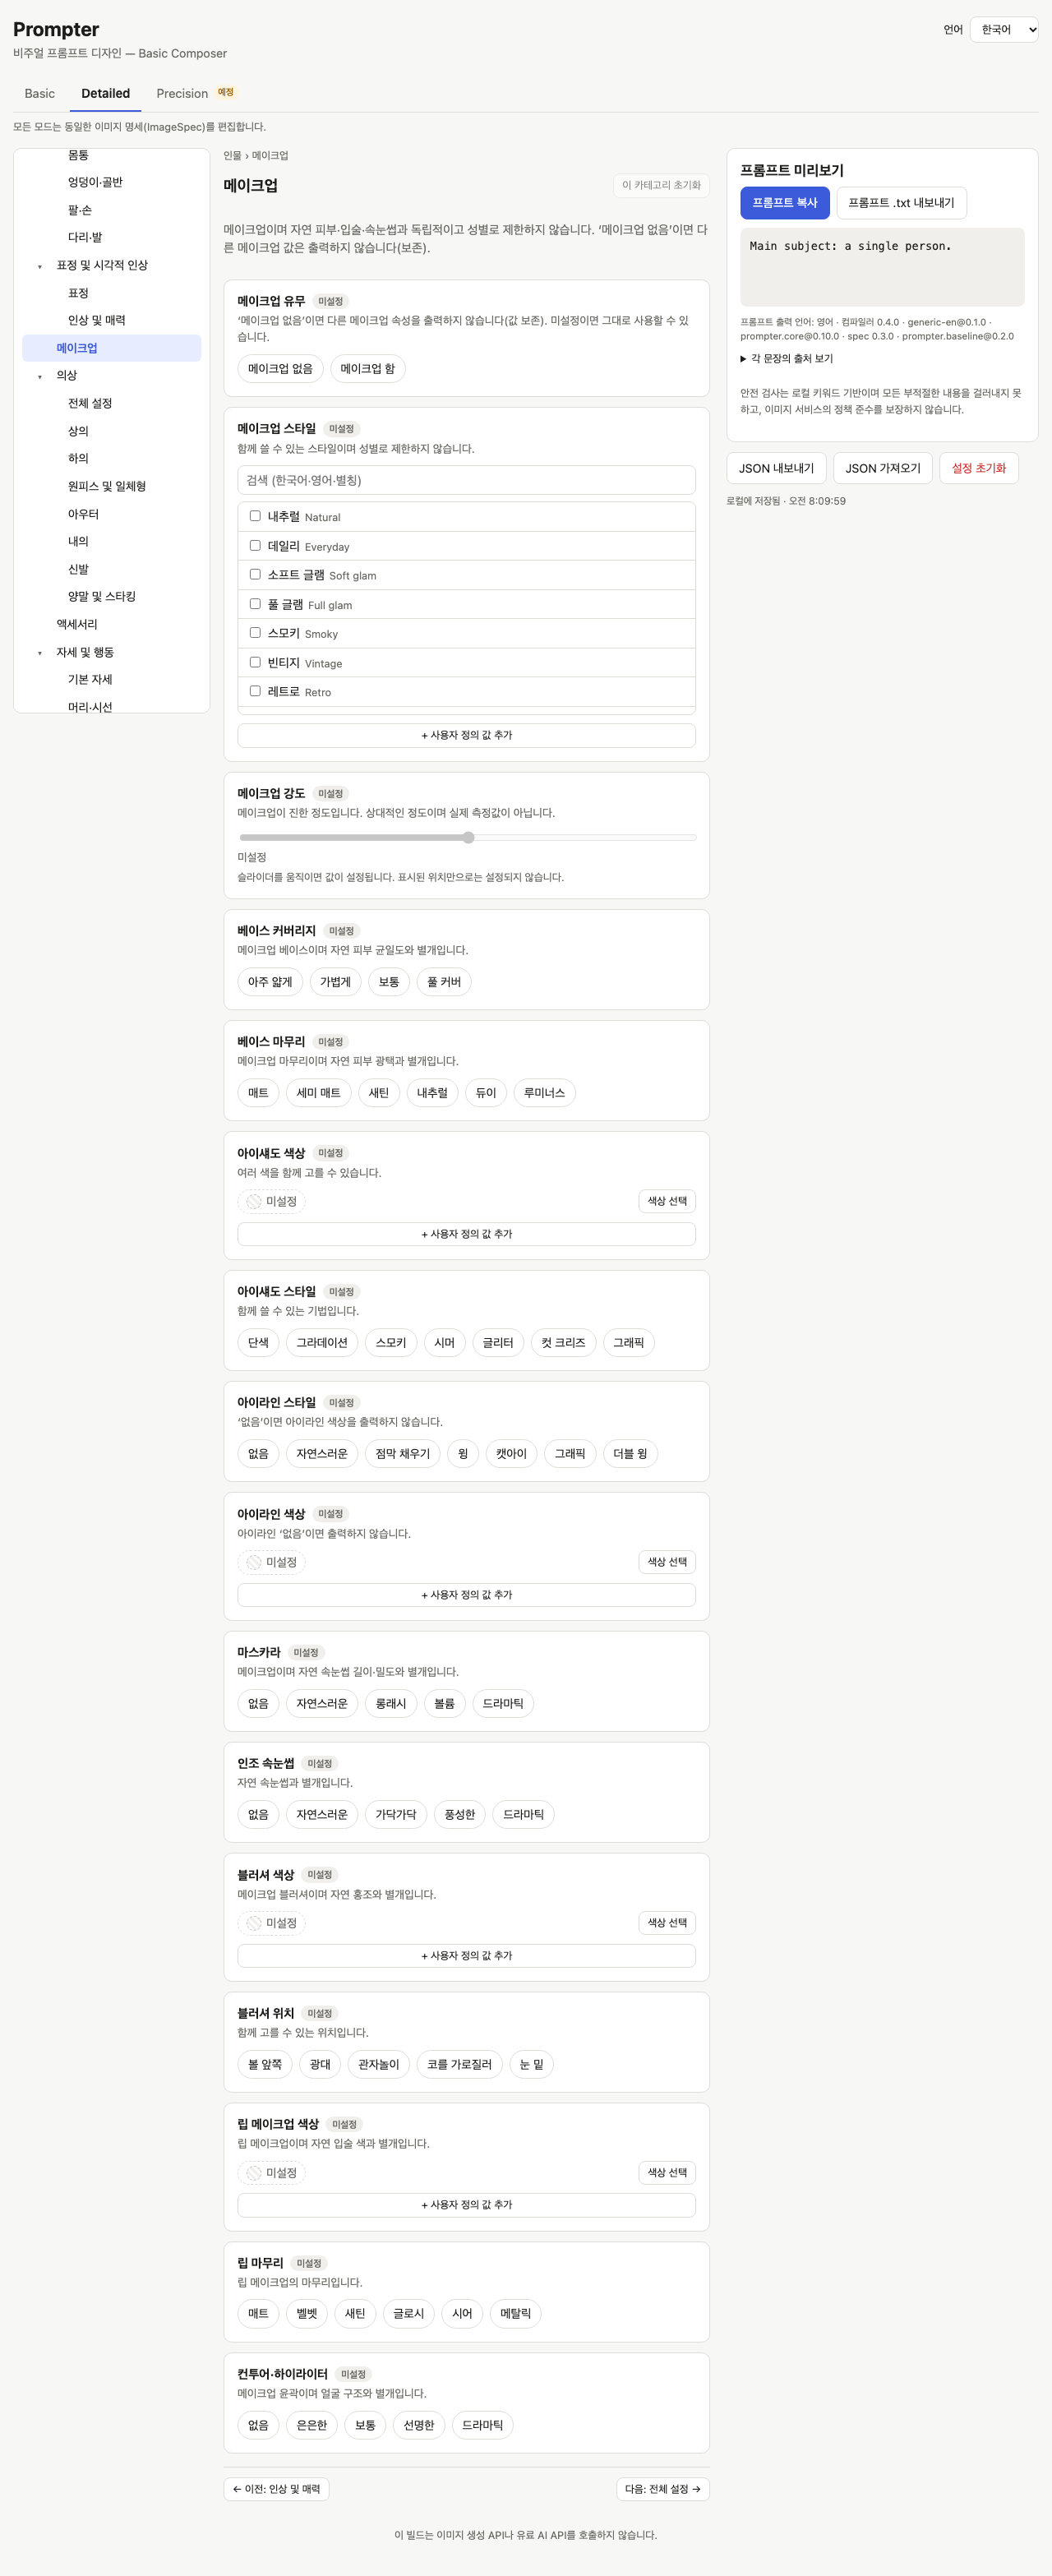 Prompter
비주얼 프롬프트 디자인 — Basic Composer
언어 한국어
Basic Detailed Precision 예정
모든 모드는 동일한 이미지 명세(ImageSpec)를 편집합니다.
몸통
엉덩이·골반
팔·손
다리·발
표정 및 시각적 인상
표정
인상 및 매력
메이크업
의상
전체 설정
상의
하의
원피스 및 일체형
아우터
내의
신발
양말 및 스타킹
액세서리
자세 및 행동
기본 자세
머리·시선
인물 › 메이크업
메이크업
이 카테고리 초기화
메이크업이며 자연 피부·입술·속눈썹과 독립적이고 성별로 제한하지 않습니다. ‘메이크업 없음’이면 다
른 메이크업 값은 출력하지 않습니다(보존).
메이크업 유무 미설정
‘메이크업 없음’이면 다른 메이크업 속성을 출력하지 않습니다(값 보존). 미설정이면 그대로 사용할 수 있
습니다.
메이크업 없음 메이크업 함
메이크업 스타일 미설정
함께 쓸 수 있는 스타일이며 성별로 제한하지 않습니다.
검색 (한국어·영어·별칭)
내추럴 Natural
데일리 Everyday
소프트 글램 Soft glam
풀 글램 Full glam
스모키 Smoky
빈티지 Vintage
레트로 Retro
+ 사용자 정의 값 추가
메이크업 강도 미설정
메이크업이 진한 정도입니다. 상대적인 정도이며 실제 측정값이 아닙니다.
미설정
슬라이더를 움직이면 값이 설정됩니다. 표시된 위치만으로는 설정되지 않습니다.
베이스 커버리지 미설정
메이크업 베이스이며 자연 피부 균일도와 별개입니다.
아주 얇게 가볍게 보통 풀 커버
베이스 마무리 미설정
메이크업 마무리이며 자연 피부 광택과 별개입니다.
매트 세미 매트 새틴 내추럴 듀이 루미너스
아이섀도 색상 미설정
여러 색을 함께 고를 수 있습니다.
미설정 색상 선택
+ 사용자 정의 값 추가
아이섀도 스타일 미설정
함께 쓸 수 있는 기법입니다.
단색 그라데이션 스모키 시머 글리터 컷 크리즈 그래픽
아이라인 스타일 미설정
‘없음’이면 아이라인 색상을 출력하지 않습니다.
없음 자연스러운 점막 채우기 윙 캣아이 그래픽 더블 윙
아이라인 색상 미설정
아이라인 ‘없음’이면 출력하지 않습니다.
미설정 색상 선택
+ 사용자 정의 값 추가
마스카라 미설정
메이크업이며 자연 속눈썹 길이·밀도와 별개입니다.
없음 자연스러운 롱래시 볼륨 드라마틱
인조 속눈썹 미설정
자연 속눈썹과 별개입니다.
없음 자연스러운 가닥가닥 풍성한 드라마틱
블러셔 색상 미설정
메이크업 블러셔이며 자연 홍조와 별개입니다.
미설정 색상 선택
+ 사용자 정의 값 추가
블러셔 위치 미설정
함께 고를 수 있는 위치입니다.
볼 앞쪽 광대 관자놀이 코를 가로질러 눈 밑
립 메이크업 색상 미설정
립 메이크업이며 자연 입술 색과 별개입니다.
미설정 색상 선택
+ 사용자 정의 값 추가
립 마무리 미설정
립 메이크업의 마무리입니다.
매트 벨벳 새틴 글로시 시어 메탈릭
컨투어·하이라이터 미설정
메이크업 윤곽이며 얼굴 구조와 별개입니다.
없음 은은한 보통 선명한 드라마틱
← 이전: 인상 및 매력
다음: 전체 설정 →
프롬프트 미리보기
프롬프트 복사 프롬프트 .txt 내보내기
Main subject: a single person.
프롬프트 출력 언어: 영어 · 컴파일러 0.4.0 · generic-en@0.1.0 ·
prompter.core@0.10.0 · spec 0.3.0 · prompter.baseline@0.2.0
각 문장의 출처 보기
안전 검사는 로컬 키워드 기반이며 모든 부적절한 내용을 걸러내지 못
하고, 이미지 서비스의 정책 준수를 보장하지 않습니다.
JSON 내보내기 JSON 가져오기 설정 초기화
로컬에 저장됨 · 오전 8:09:59
이 빌드는 이미지 생성 API나 유료 AI API를 호출하지 않습니다.